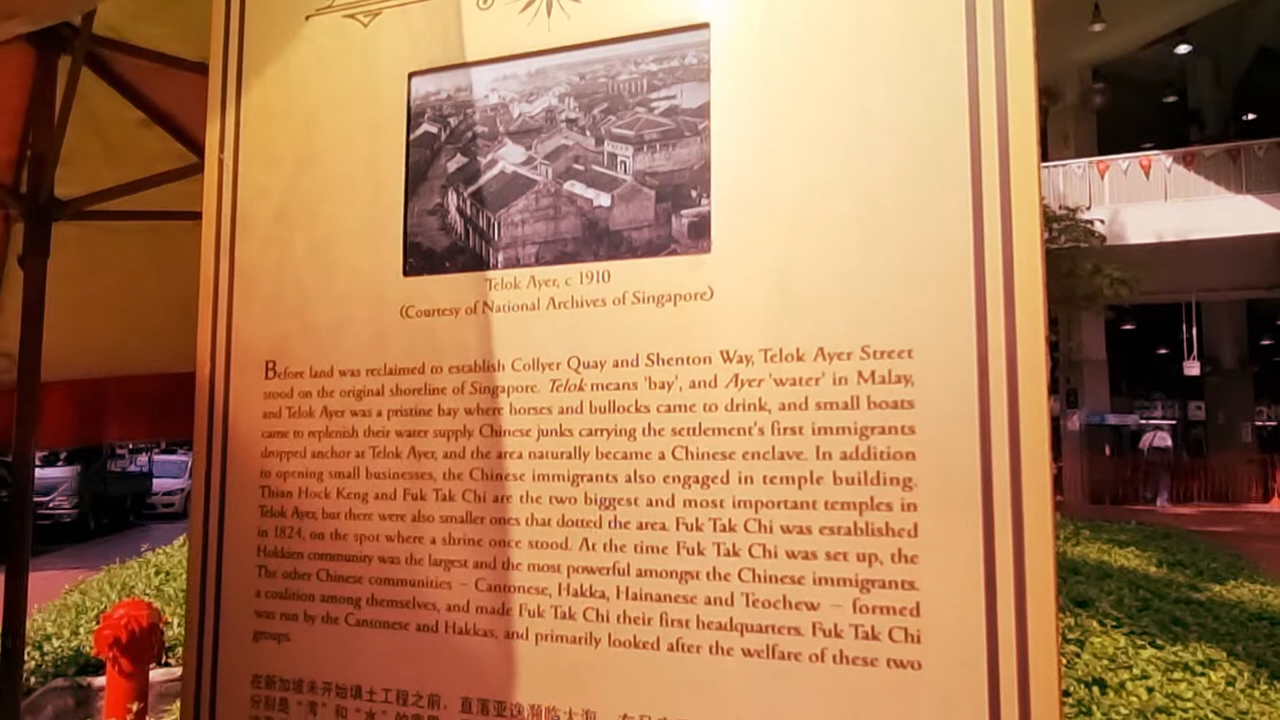 Telok Ayer, c 1910
(Courtesy of National Archives of Singapore)
Before land was reclaimed to establish Collyer Quay and Shenton Way, Telok Ayer Street
stood on the original shoreline of Singapore. Telok means 'bay', and Ayer 'water' in Malay,
and Telok Ayer was a pristine bay where horses and bullocks came to drink, and small boats
came to replenish their water supply. Chinese junks carrying the settlement's first immigrants
dropped anchor at Telok Ayer, and the area naturally became a Chinese enclave. In addition
to opening small businesses, the Chinese immigrants also engaged in temple building.
Thian Hock Keng and Fuk Tak Chi are the two biggest and most important temples in
Telok Ayer, but there were also smaller ones that dotted the area. Fuk Tak Chi was established
in 1824, on the spot where a shrine once stood. At the time Fuk Tak Chi was set up, the
Hokkien community was the largest and the most powerful amongst the Chinese immigrants.
The other Chinese communities – Cantonese, Hakka, Hainanese and Teochew – formed
a coalition among themselves, and made Fuk Tak Chi their first headquarters. Fuk Tak Chi
was run by the Cantonese and Hakkas, and primarily looked after the welfare of these two
groups.
在新加坡未开始填土工程之前，直落亚逸濒临大海
分别是“湾”和“水”的